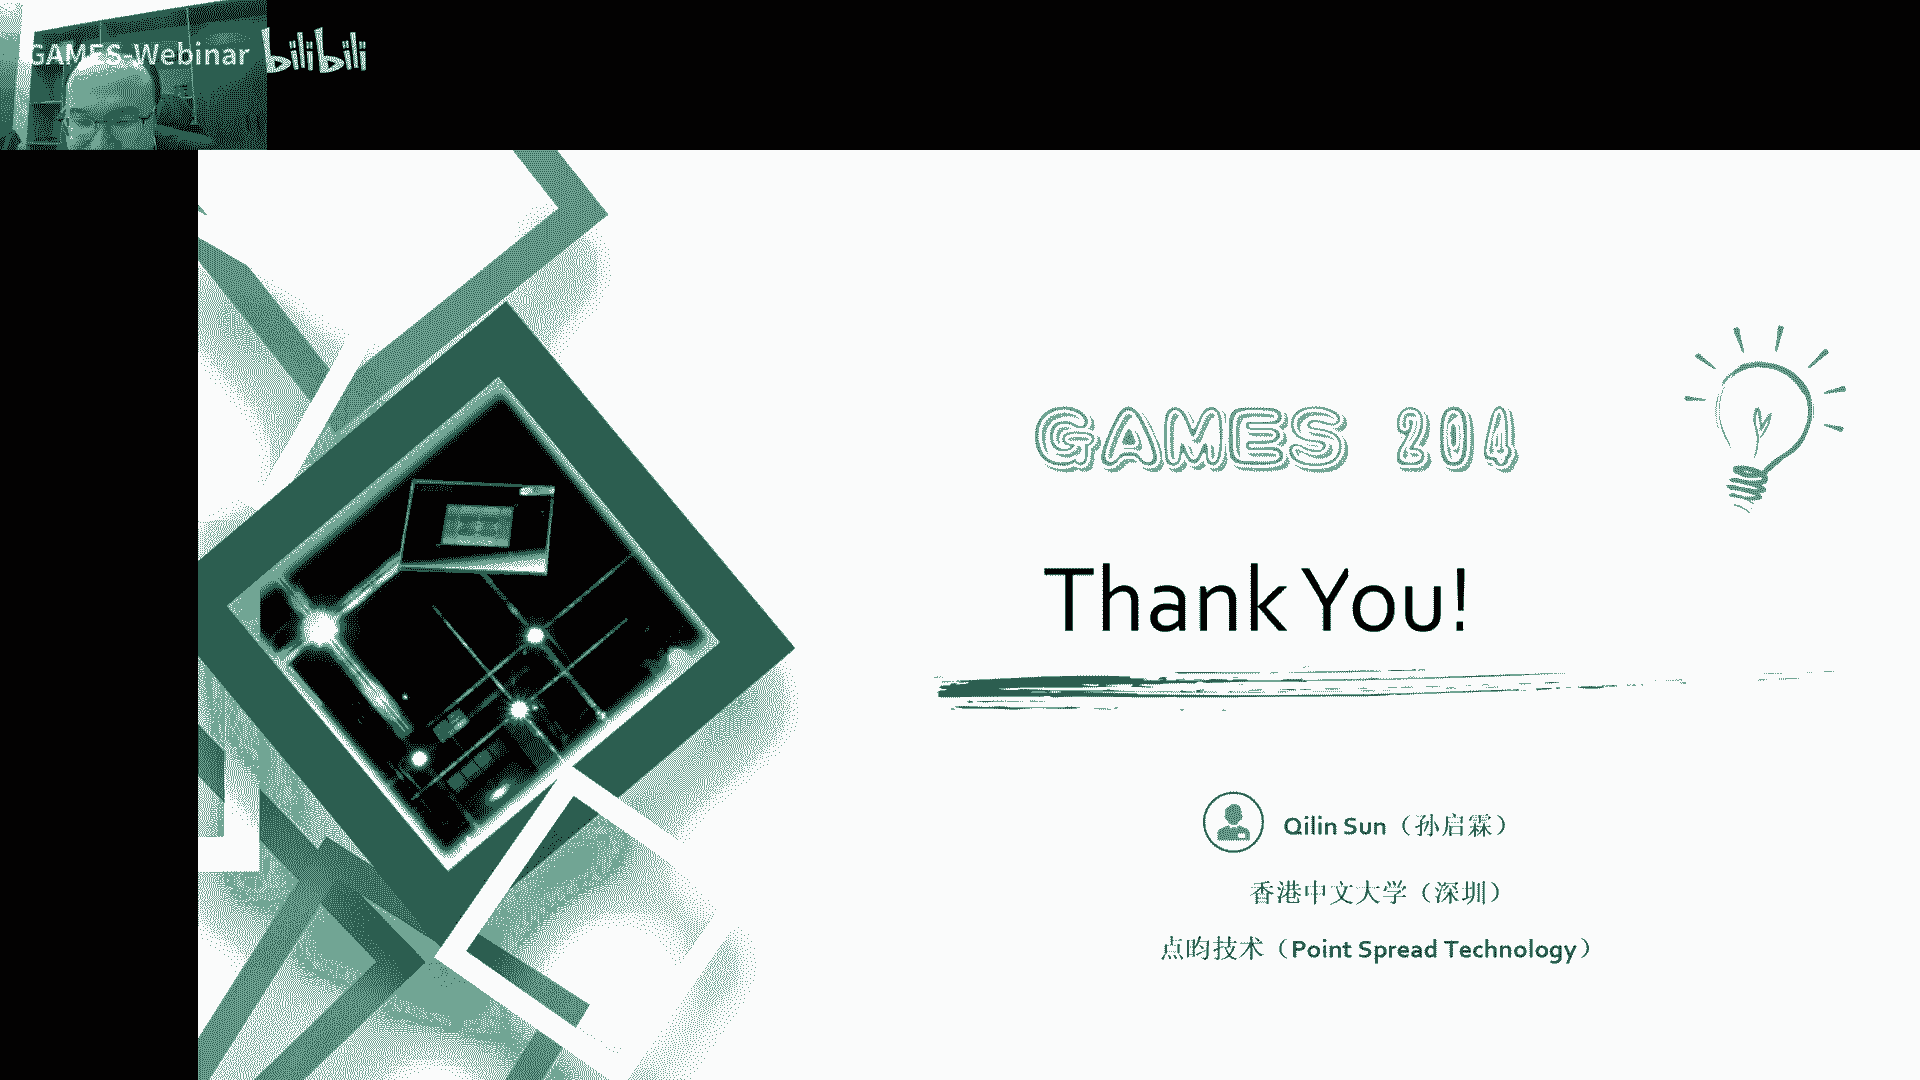 GAMES-Webinar bilibili
GAMES 204
Thank You!
Qilin Sun（孙启霖）
香港中文大学（深圳）
点昀技术（Point Spread Technology）